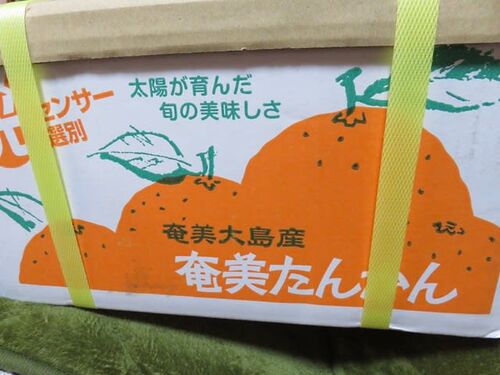 太陽が育んだ
旬の美味しさ
センサー
選別
奄美大島産
奄美たんかん